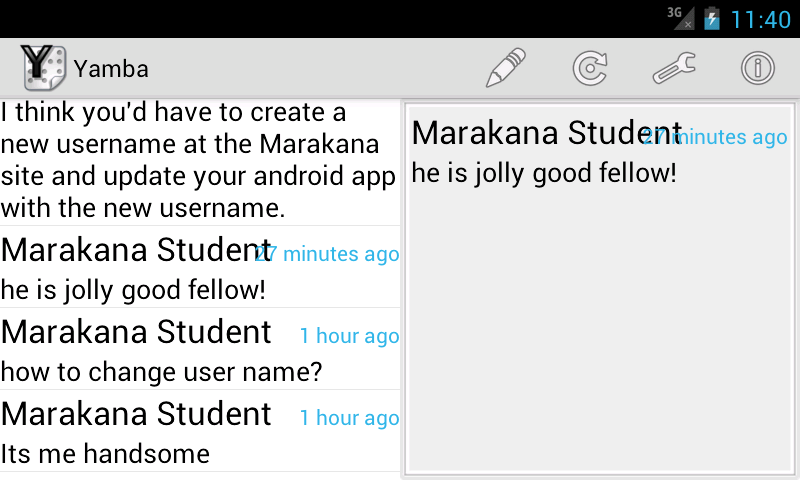 3G
11:40
Y Yamba
I think you'd have to create a
new username at the Marakana
site and update your android app
with the new username.
Marakana Student 27 minutes ago
he is jolly good fellow!
Marakana Student 1 hour ago
how to change user name?
Marakana Student 1 hour ago
Its me handsome
Marakana Student 27 minutes ago
he is jolly good fellow!